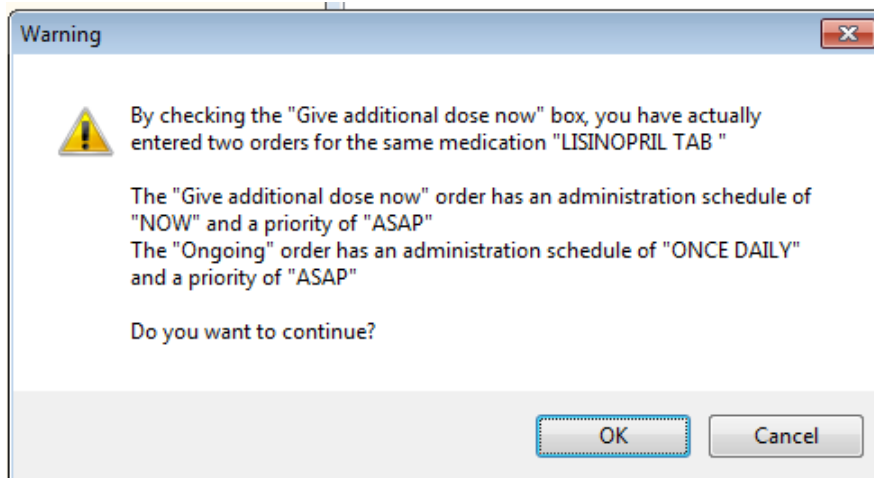 Warning
By checking the "Give additional dose now" box, you have actually
entered two orders for the same medication "LISINOPRIL TAB "
The "Give additional dose now" order has an administration schedule of
"NOW" and a priority of "ASAP"
The "Ongoing" order has an administration schedule of "ONCE DAILY"
and a priority of "ASAP"
Do you want to continue?
OK
Cancel